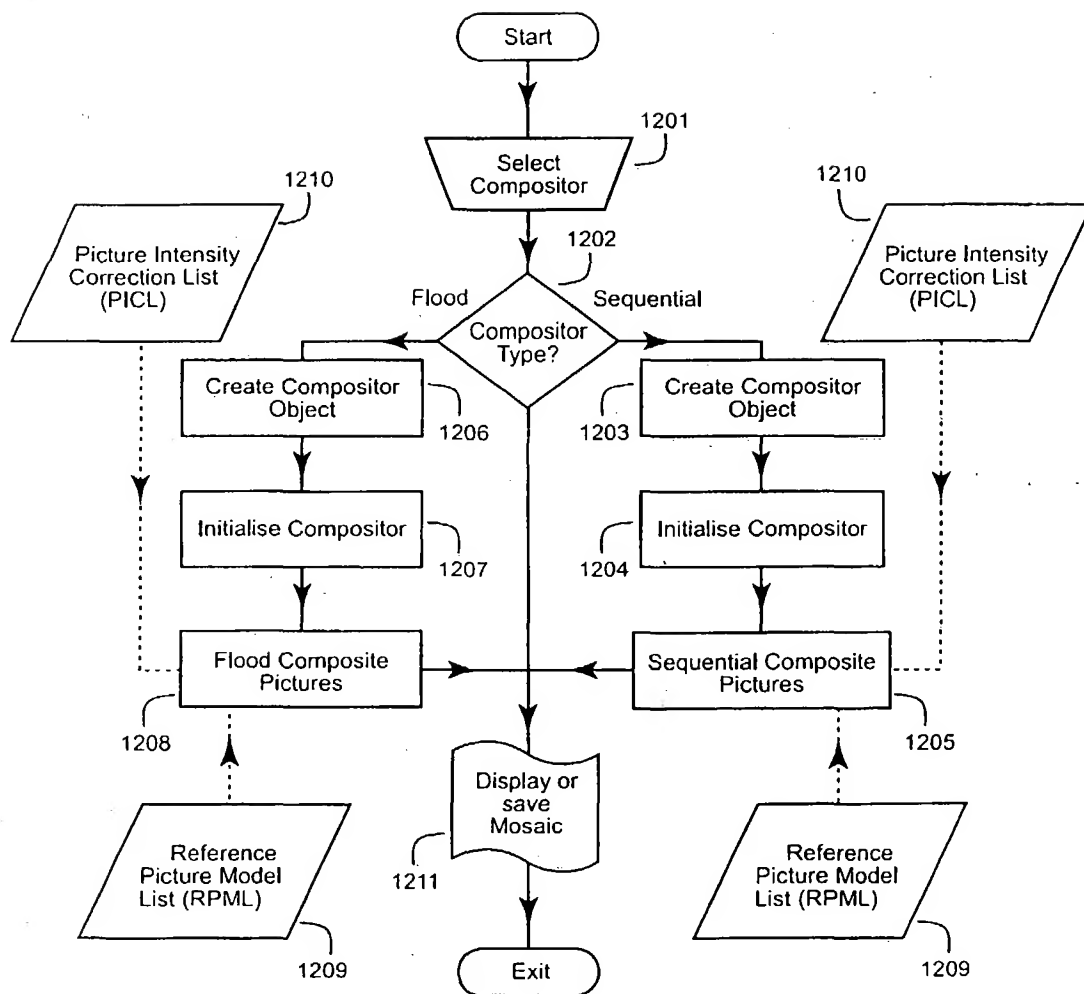 Start
1201
Select
Compositor
1210
Picture Intensity
Correction List
(PICL)
1202
Flood
Sequential
Compositor
Type?
1210
Picture Intensity
Correction List
(PICL)
Create Compositor
Object
1206
Create Compositor
Object
1203
Initialise Compositor
1207
Initialise Compositor
1204
Flood Composite
Pictures
1208
Sequential Composite
Pictures
1205
Display or
save
Mosaic
1211
Reference
Picture Model
List (RPML)
1209
Reference
Picture Model
List (RPML)
1209
Exit